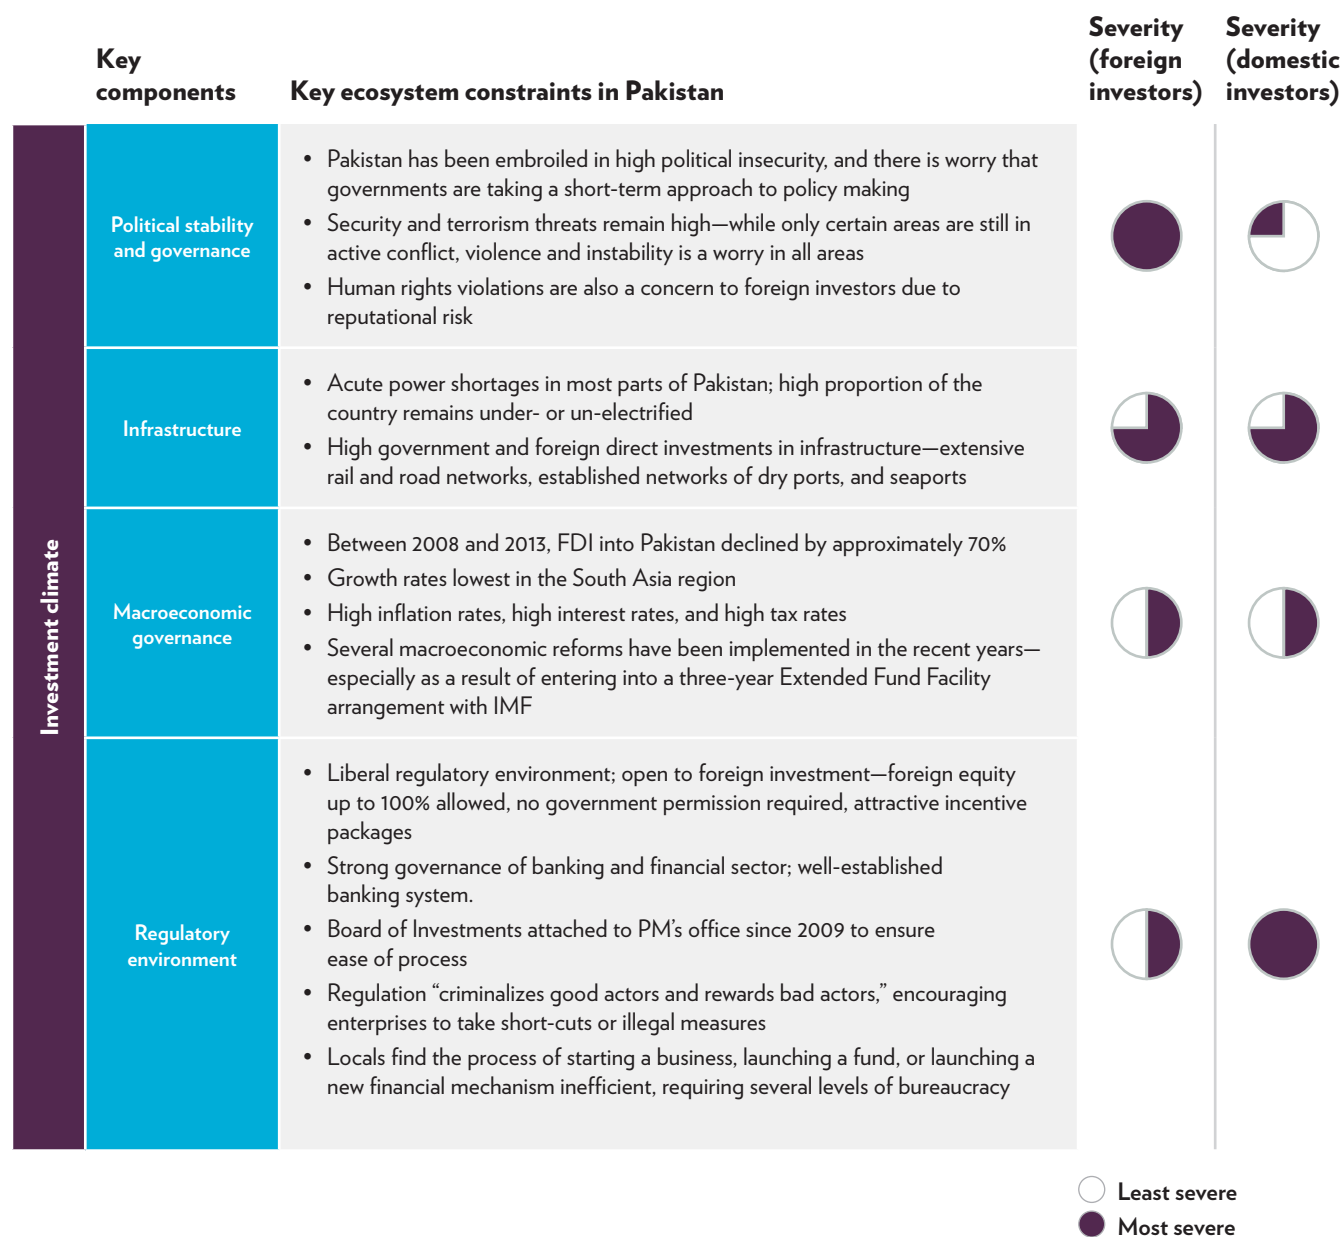 Key
components
Key ecosystem constraints in Pakistan
Severity
(foreign
investors)
Severity
(domestic
investors)
Investment climate
Political stability
and governance
• Pakistan has been embroiled in high political insecurity, and there is worry that
governments are taking a short-term approach to policy making
• Security and terrorism threats remain high—while only certain areas are still in
active conflict, violence and instability is a worry in all areas
• Human rights violations are also a concern to foreign investors due to
reputational risk
Infrastructure
• Acute power shortages in most parts of Pakistan; high proportion of the
country remains under- or un-electrified
• High government and foreign direct investments in infrastructure—extensive
rail and road networks, established networks of dry ports, and seaports
Macroeconomic
governance
• Between 2008 and 2013, FDI into Pakistan declined by approximately 70%
• Growth rates lowest in the South Asia region
• High inflation rates, high interest rates, and high tax rates
• Several macroeconomic reforms have been implemented in the recent years—
especially as a result of entering into a three-year Extended Fund Facility
arrangement with IMF
Regulatory
environment
• Liberal regulatory environment; open to foreign investment—foreign equity
up to 100% allowed, no government permission required, attractive incentive
packages
• Strong governance of banking and financial sector; well-established
banking system.
• Board of Investments attached to PM's office since 2009 to ensure
ease of process
• Regulation “criminalizes good actors and rewards bad actors,” encouraging
enterprises to take short-cuts or illegal measures
• Locals find the process of starting a business, launching a fund, or launching a
new financial mechanism inefficient, requiring several levels of bureaucracy
Least severe
Most severe